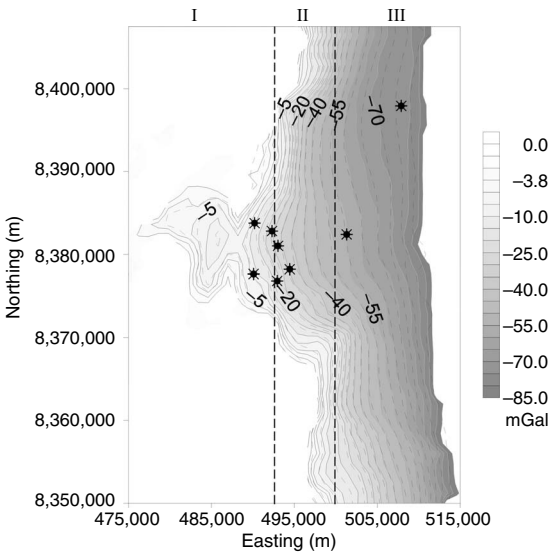 I II III
8,400,000
8,390,000
8,380,000
8,370,000
8,360,000
8,350,000
Northing (m)
-5 -20 -40 -55 -70
-5
-5 -20 -40 -55
475,000 485,000 495,000 505,000 515,000
Easting (m)
0.0
-3.8
-10.0
-25.0
-40.0
-55.0
-70.0
-85.0
mGal